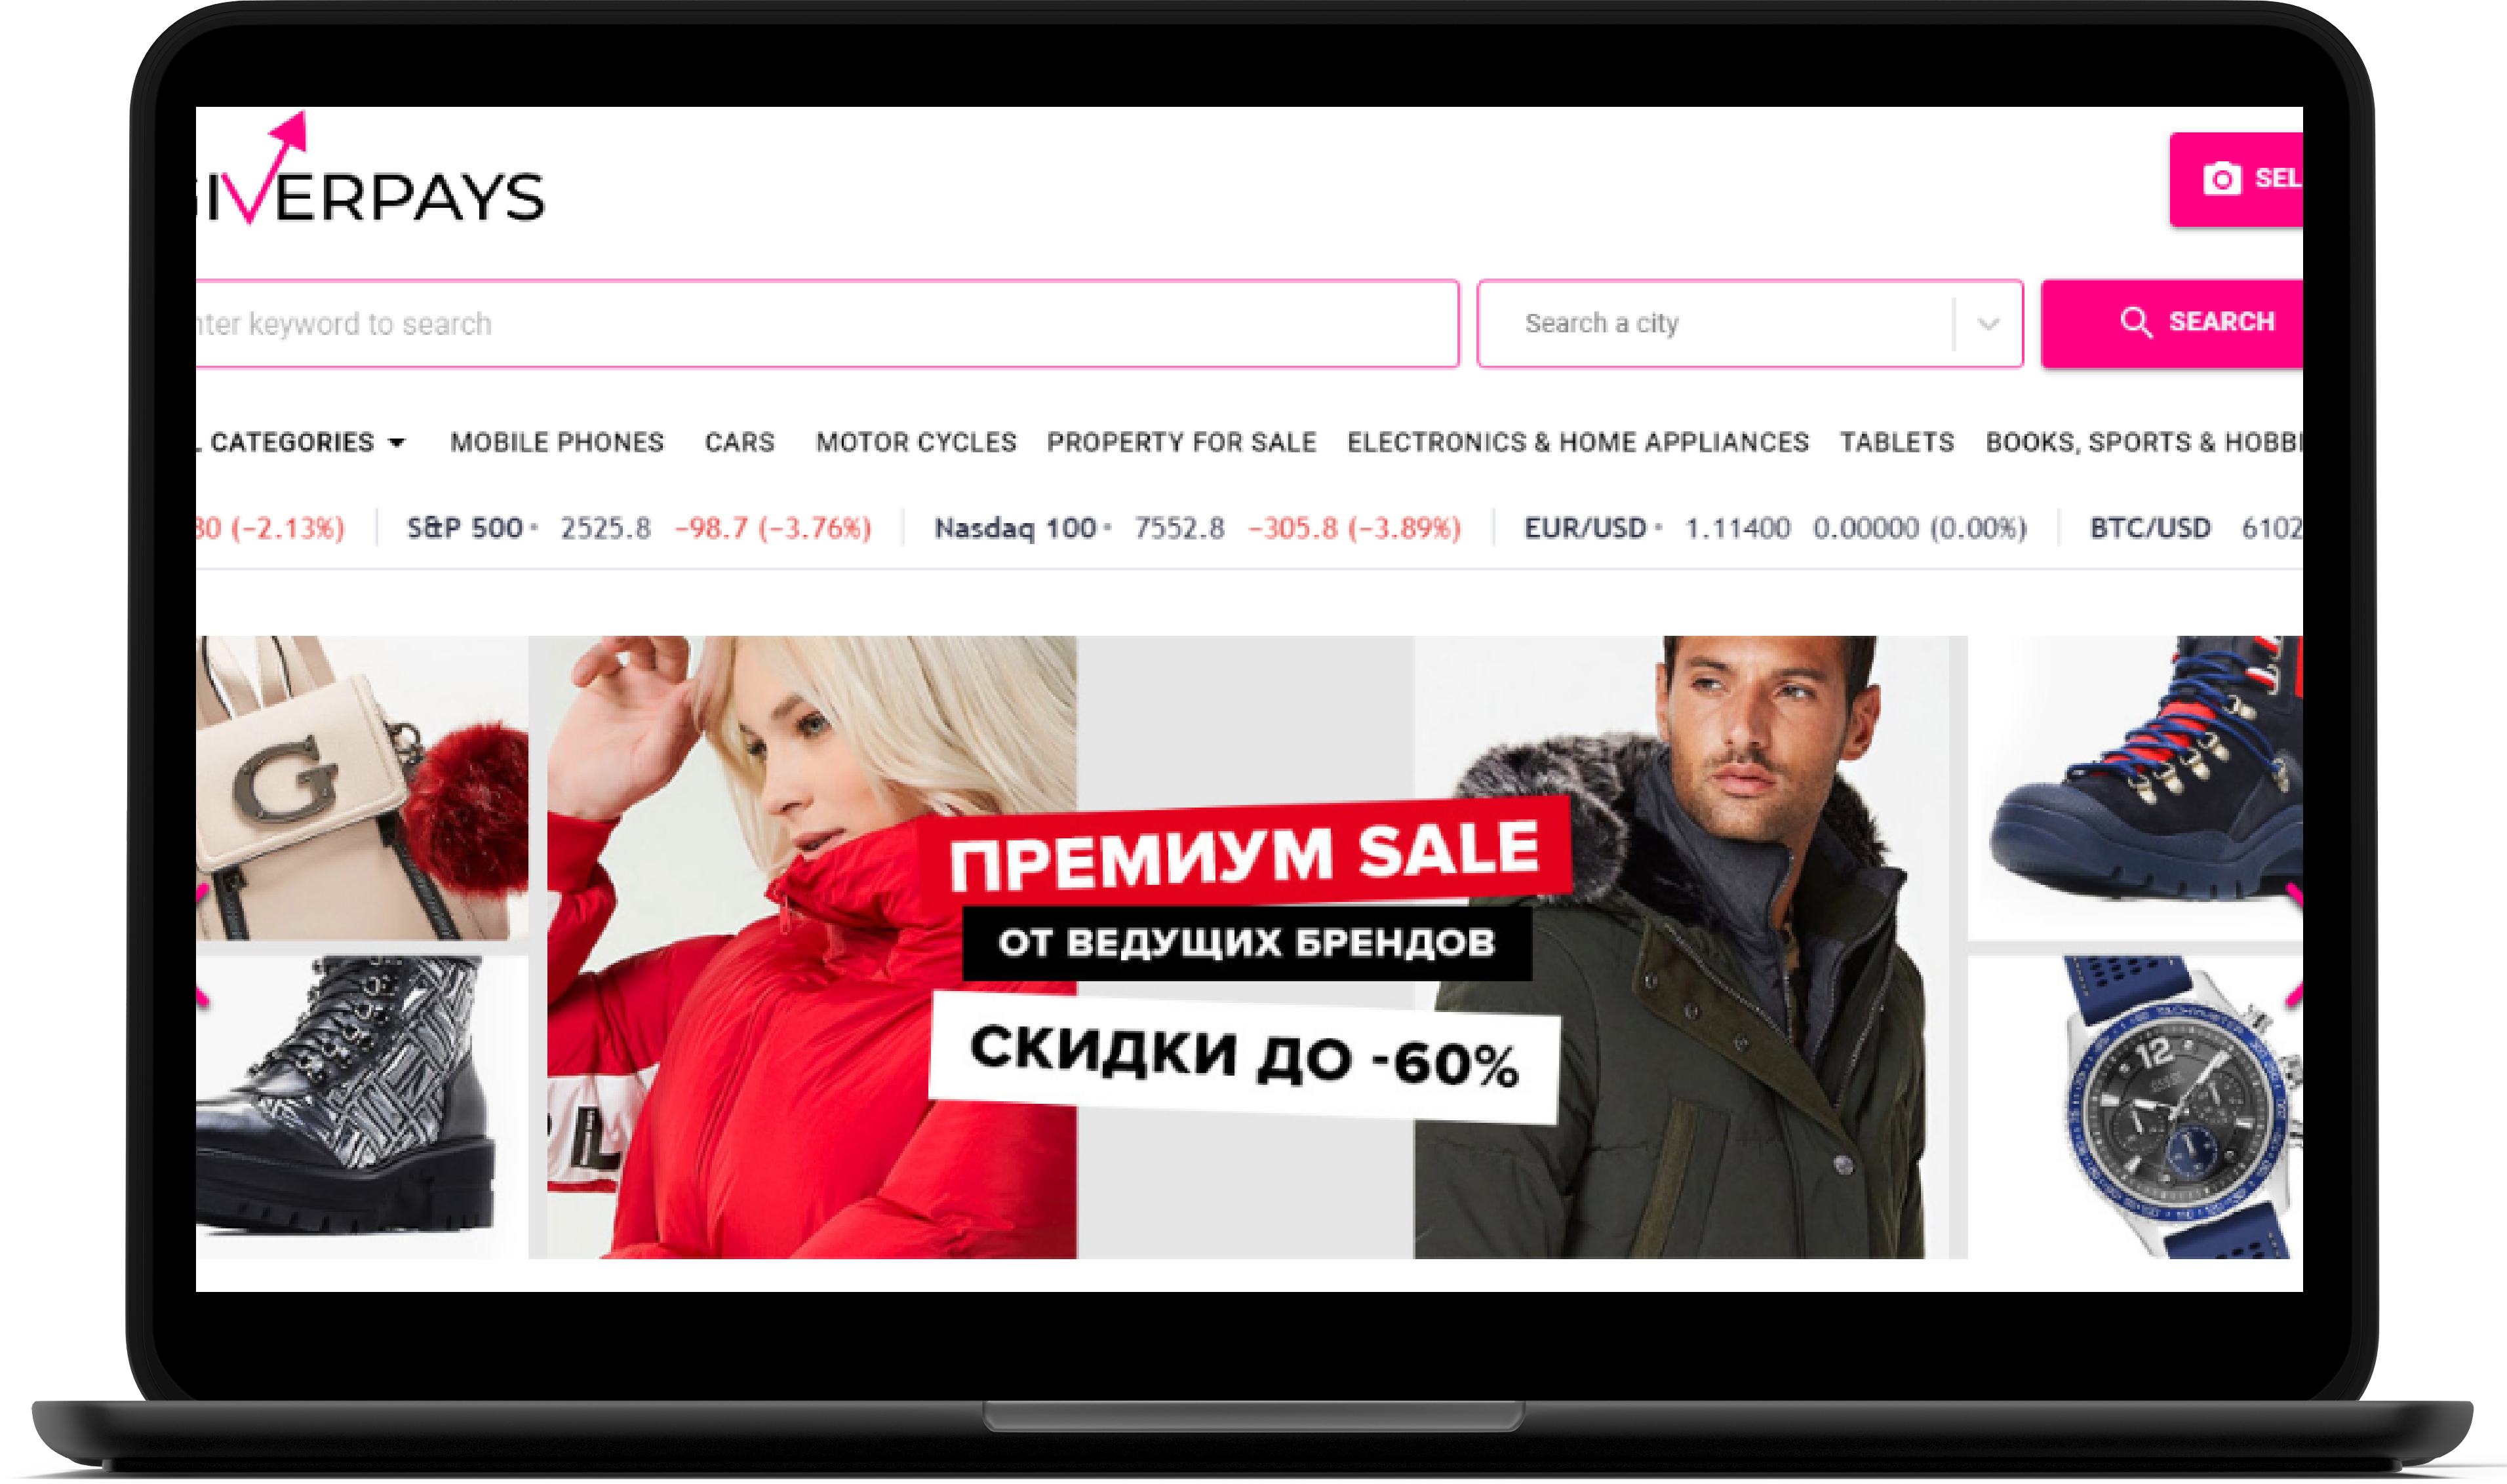 GIVERPAYS
SEL
nter keyword to search
Search a city
SEARCH
L CATEGORIES
MOBILE PHONES
CARS
MOTOR CYCLES
PROPERTY FOR SALE
ELECTRONICS & HOME APPLIANCES
TABLETS
BOOKS, SPORTS & HOBBI
80 (−2.13%)
S&P 500 2525.8 −98.7 (−3.76%)
Nasdaq 100 7552.8 −305.8 (−3.89%)
EUR/USD 1.11400 0.00000 (0.00%)
BTC/USD 6102
G
ПРЕМИУМ SALE
ОТ ВЕДУЩИХ БРЕНДОВ
СКИДКИ ДО -60%
12